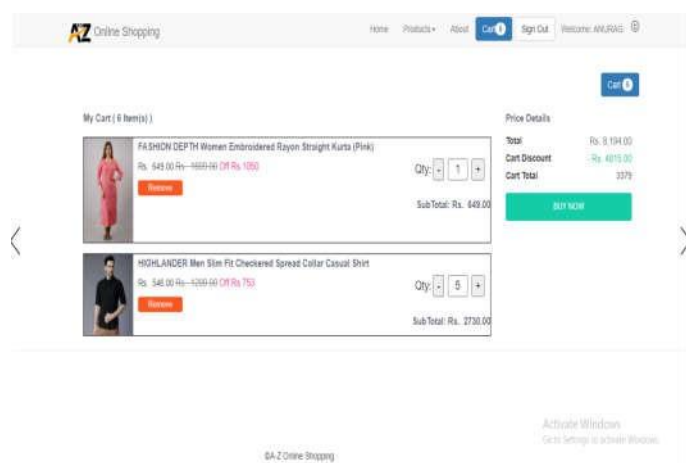 AZ Online Shopping
Home Products About Cart 6 Sign Out Welcome: ANURAG
Cart 6
My Cart ( 6 Item(s) )
FASHION DEPTH Women Embroidered Rayon Straight Kurta (Pink)
Rs. 649.00 Rs. 1699.00 Off Rs 1050
Remove
Qty: - 1 +
SubTotal: Rs. 649.00
HIGHLANDER Men Slim Fit Checkered Spread Collar Casual Shirt
Rs. 546.00 Rs. 1299.00 Off Rs 753
Remove
Qty: - 5 +
SubTotal: Rs. 2730.00
Price Details
Total Rs. 8,194.00
Cart Discount - Rs. 4815.00
Cart Total 3379
BUY NOW
Activate Windows
Go to Settings to activate Windows.
©A-Z Online Shopping